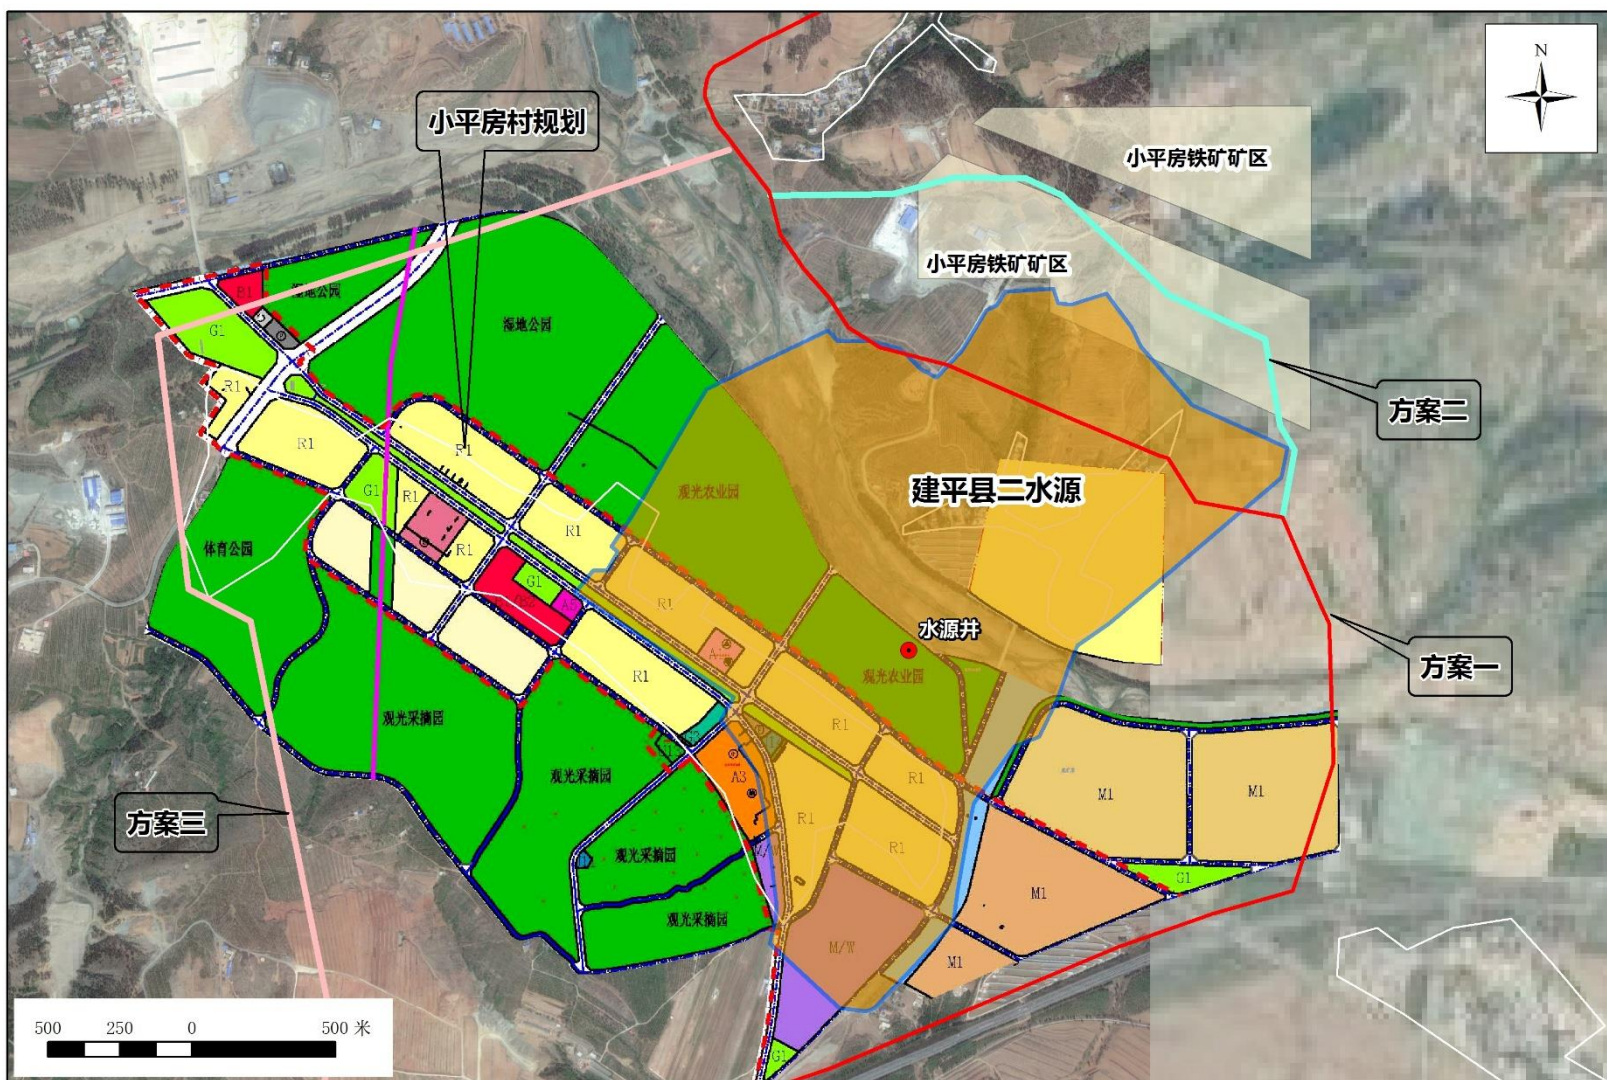 N
小平房村规划
小平房铁矿矿区
小平房铁矿矿区
B1
湿地公园
G1
湿地公园
R1
方案二
R1
R1
建平县二水源
观光农业园
G1
R1
R1
R1
体育公园
G1
R1
水源井
观光农业园
R1
方案一
观光采摘园
R1
R1
观光采摘园
A3
M1
M1
方案三
R1
R1
观光采摘园
G1
M1
观光采摘园
M/W
M1
G1
500 250 0 500 米